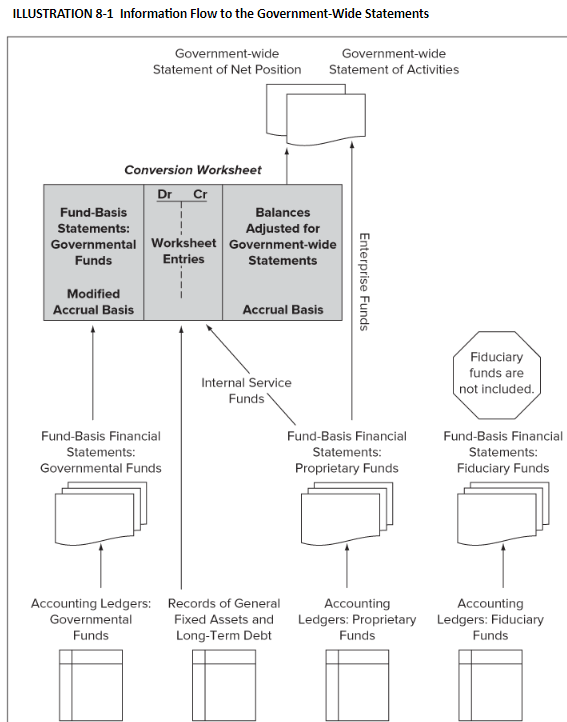 ILLUSTRATION 8-1 Information Flow to the Government-Wide Statements
Government-wide
Statement of Net Position
Government-wide
Statement of Activities
Conversion Worksheet
Fund-Basis
Statements:
Governmental
Funds
Modified
Accrual Basis
Dr Cr
Worksheet
Entries
Balances
Adjusted for
Government-wide
Statements
Accrual Basis
Enterprise Funds
Internal Service
Funds
Fiduciary
funds are
not included.
Fund-Basis Financial
Statements:
Governmental Funds
Fund-Basis Financial
Statements:
Proprietary Funds
Fund-Basis Financial
Statements:
Fiduciary Funds
Accounting Ledgers:
Governmental
Funds
Records of General
Fixed Assets and
Long-Term Debt
Accounting
Ledgers: Proprietary
Funds
Accounting
Ledgers: Fiduciary
Funds